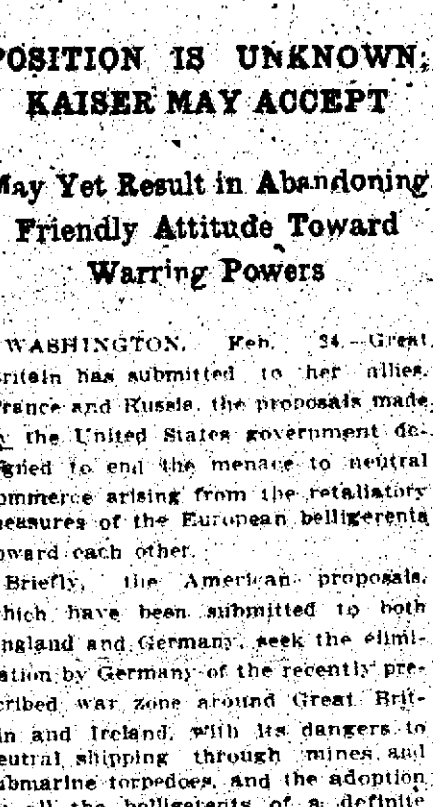 POSITION IS UNKNOWN;
KAISER MAY ACCEPT
May Yet Result in Abandoning
Friendly Attitude Toward
Warring Powers
WASHINGTON, Feb. 24.—Great
ritain has submitted to her allies,
rance and Russia, the proposals made
the United States government de-
igned to end the menace to neutral
ommerce arising from the retaliatory
easures of the European belligerents
oward each other.
Briefly, the American proposals,
hich have been submitted to both
ngland and Germany, seek the elimi-
ation by Germany of the recently pre-
cribed war zone around Great Brit-
in and Ireland, with its dangers to
eutral shipping through mines and
ubmarine torpedoes, and the adoption
all the belligerents of a definite